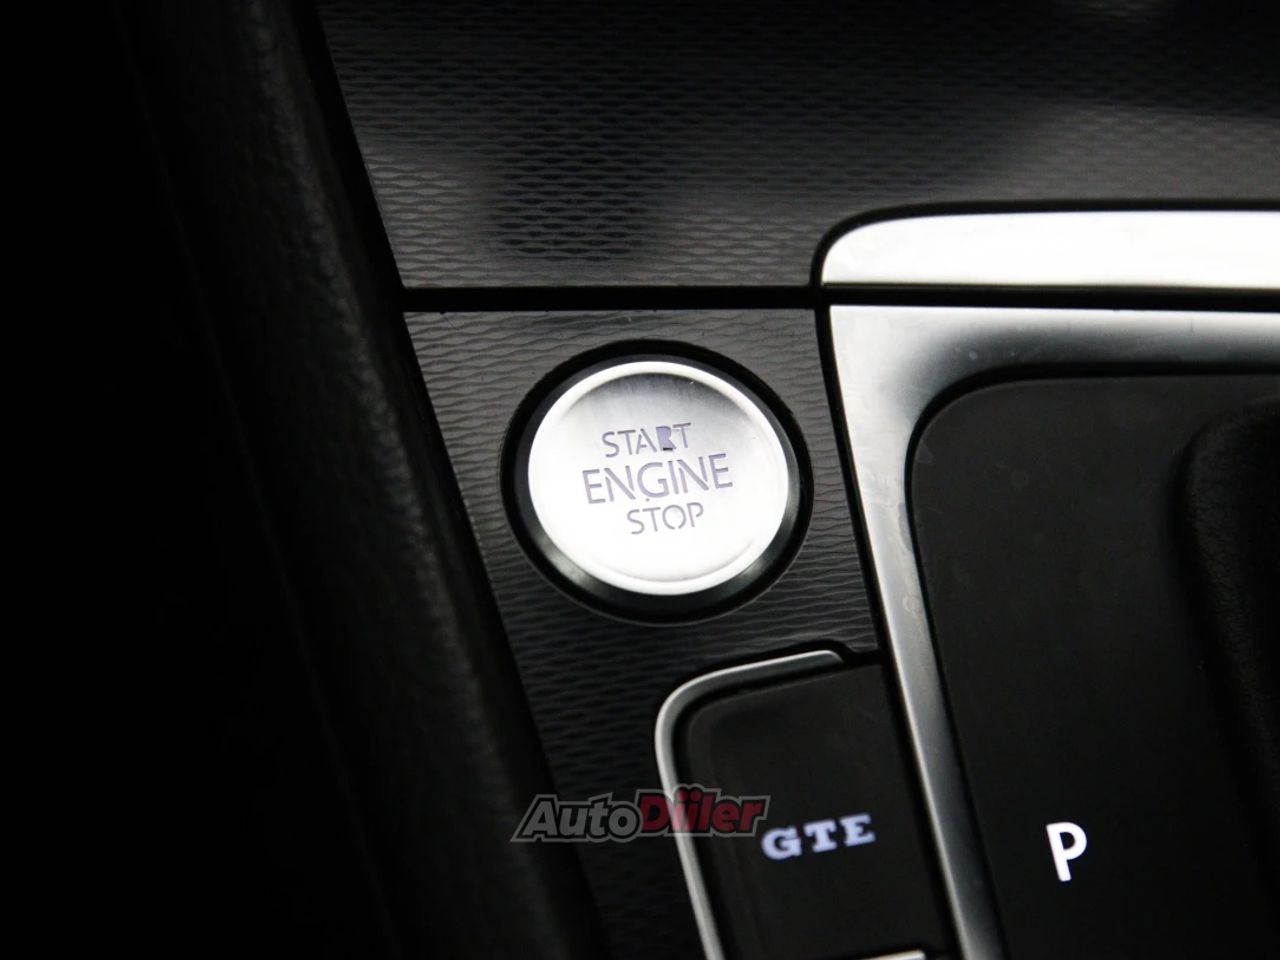 START
ENGINE
STOP
AutoDiiler
GTE
P